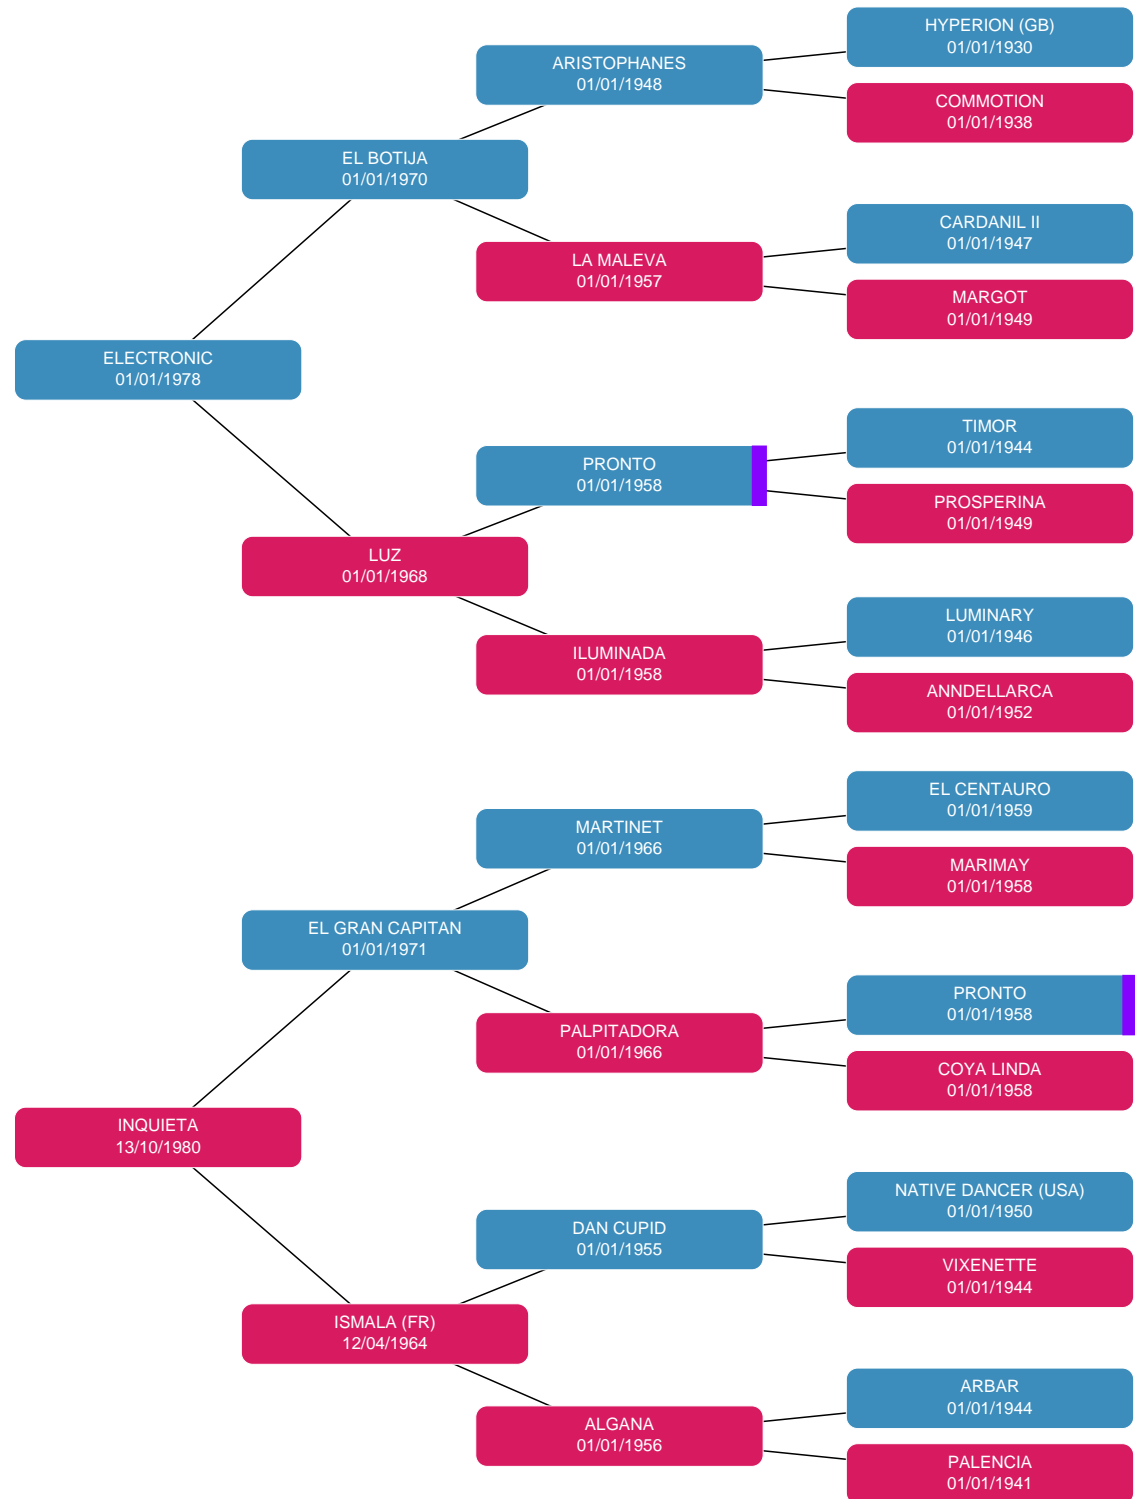 HYPERION (GB)
01/01/1930
ARISTOPHANES
01/01/1948
COMMOTION
01/01/1938
EL BOTIJA
01/01/1970
CARDANIL II
01/01/1947
LA MALEVA
01/01/1957
MARGOT
01/01/1949
ELECTRONIC
01/01/1978
TIMOR
01/01/1944
PRONTO
01/01/1958
PROSPERINA
01/01/1949
LUZ
01/01/1968
LUMINARY
01/01/1946
ILUMINADA
01/01/1958
ANNDELLARCA
01/01/1952
EL CENTAURO
01/01/1959
MARTINET
01/01/1966
MARIMAY
01/01/1958
EL GRAN CAPITAN
01/01/1971
PRONTO
01/01/1958
PALPITADORA
01/01/1966
COYA LINDA
01/01/1958
INQUIETA
13/10/1980
NATIVE DANCER (USA)
01/01/1950
DAN CUPID
01/01/1955
VIXENETTE
01/01/1944
ISMALA (FR)
12/04/1964
ARBAR
01/01/1944
ALGANA
01/01/1956
PALENCIA
01/01/1941